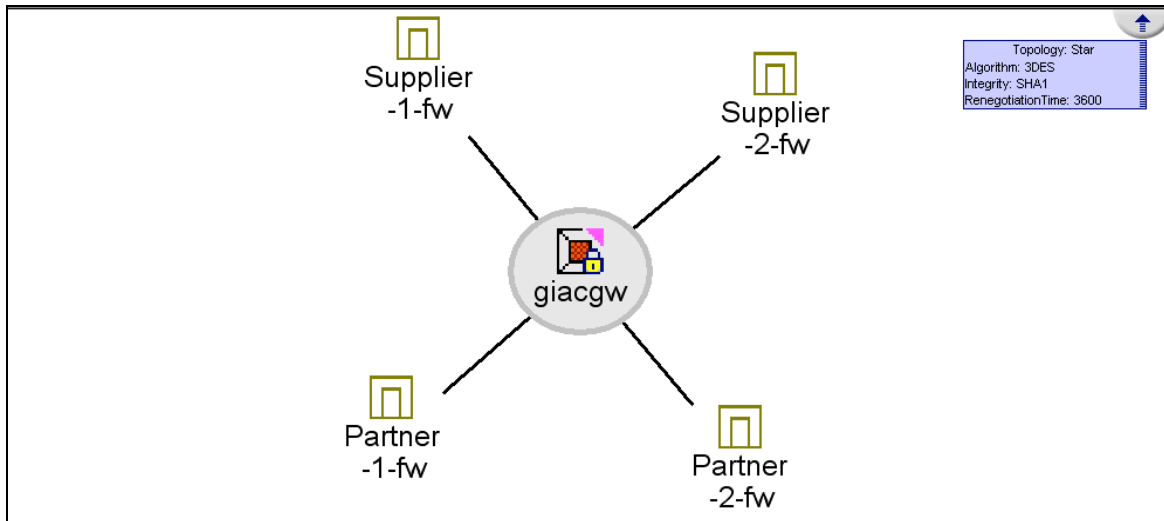 Supplier
-1-fw
Supplier
-2-fw
Topology: Star
Algorithm: 3DES
Integrity: SHA1
RenegotiationTime: 3600
giacgw
Partner
-1-fw
Partner
-2-fw